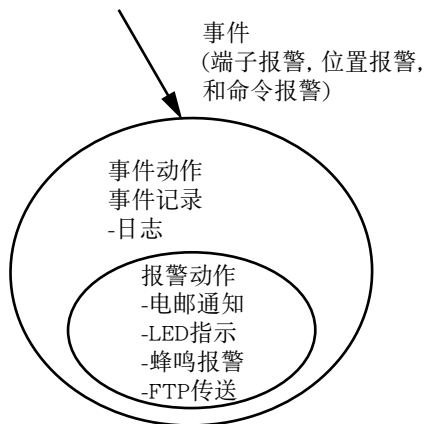 事件
(端子报警, 位置报警,
和命令报警)
事件动作
事件记录
-日志
报警动作
-电邮通知
-LED指示
-蜂鸣报警
-FTP传送